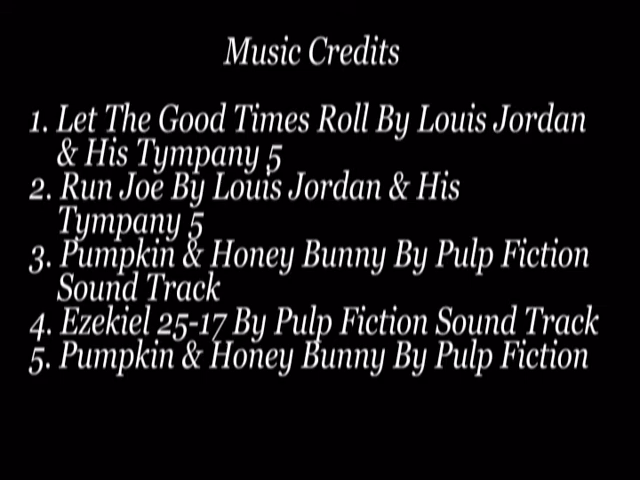 Music Credits
1. Let The Good Times Roll By Louis Jordan
& His Tympany 5
2. Run Joe By Louis Jordan & His
Tympany 5
3. Pumpkin & Honey Bunny By Pulp Fiction
Sound Track
4. Ezekiel 25-17 By Pulp Fiction Sound Track
5. Pumpkin & Honey Bunny By Pulp Fiction